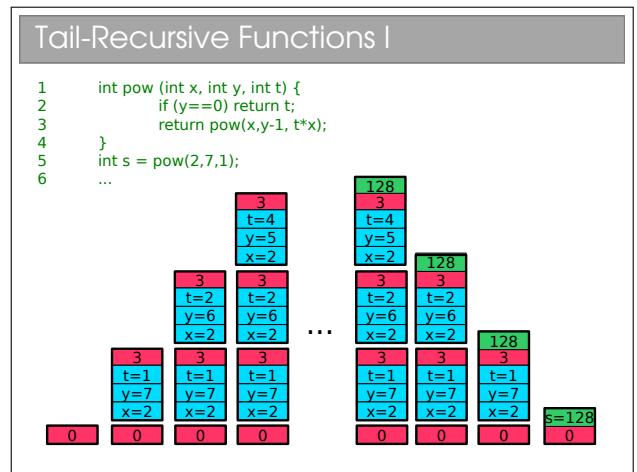 Tail-Recursive Functions I
1 int pow (int x, int y, int t) {
2 if (y==0) return t;
3 return pow(x,y-1, t*x);
4 }
5 int s = pow(2,7,1);
6 ...
128
3 3
t=4 t=4
y=5 y=5
x=2 x=2
128
3 3 3 3
t=2 t=2 t=2 t=2
y=6 y=6 ... y=6 y=6
x=2 x=2 x=2 x=2
128
3 3 3 3 3 3
t=1 t=1 t=1 t=1 t=1 t=1
y=7 y=7 y=7 y=7 y=7 y=7
x=2 x=2 x=2 x=2 x=2 x=2
s=128
0 0 0 0 0 0 0 0